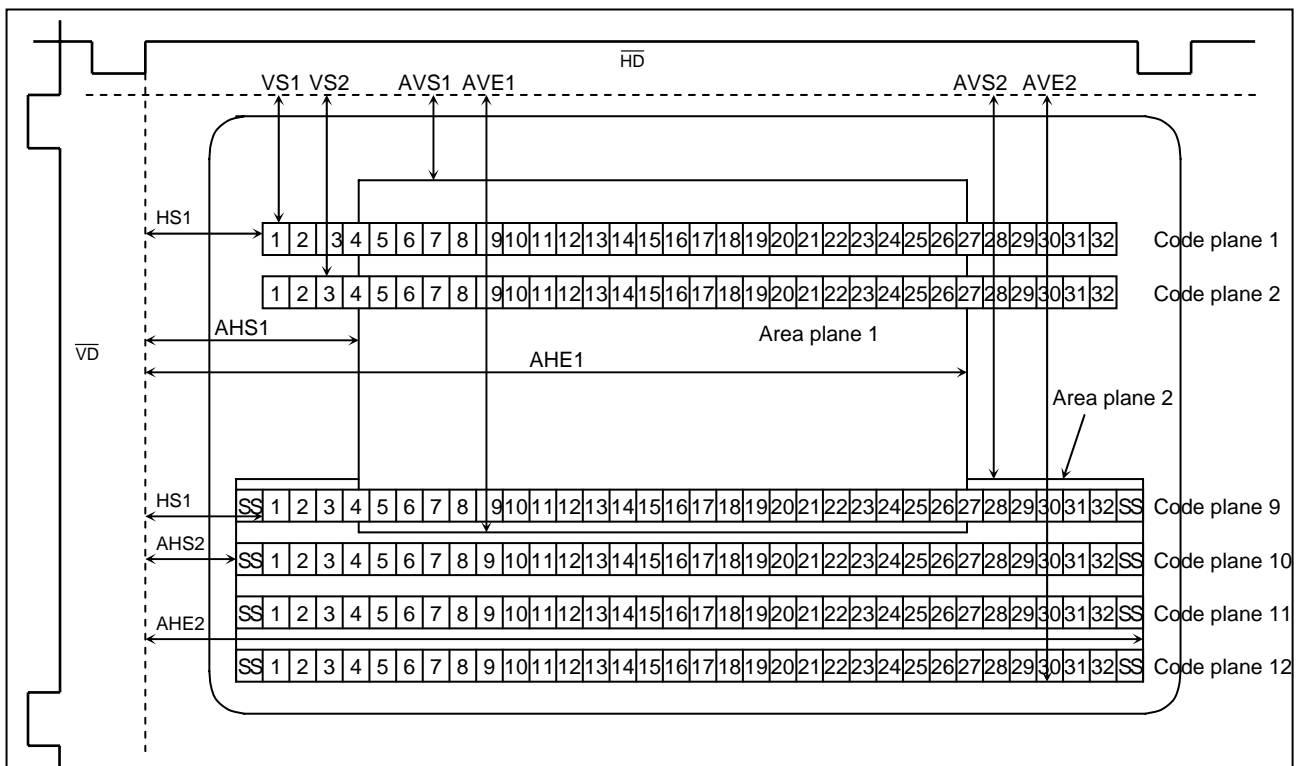 HD
VS1 VS2 AVS1 AVE1 AVS2 AVE2
HS1
1 2 3 4 5 6 7 8 9 10 11 12 13 14 15 16 17 18 19 20 21 22 23 24 25 26 27 28 29 30 31 32 Code plane 1
1 2 3 4 5 6 7 8 9 10 11 12 13 14 15 16 17 18 19 20 21 22 23 24 25 26 27 28 29 30 31 32 Code plane 2
AHS1
Area plane 1
VD
AHE1
Area plane 2
HS1
SS 1 2 3 4 5 6 7 8 9 10 11 12 13 14 15 16 17 18 19 20 21 22 23 24 25 26 27 28 29 30 31 32 SS Code plane 9
AHS2
SS 1 2 3 4 5 6 7 8 9 10 11 12 13 14 15 16 17 18 19 20 21 22 23 24 25 26 27 28 29 30 31 32 SS Code plane 10
SS 1 2 3 4 5 6 7 8 9 10 11 12 13 14 15 16 17 18 19 20 21 22 23 24 25 26 27 28 29 30 31 32 SS Code plane 11
AHE2
SS 1 2 3 4 5 6 7 8 9 10 11 12 13 14 15 16 17 18 19 20 21 22 23 24 25 26 27 28 29 30 31 32 SS Code plane 12